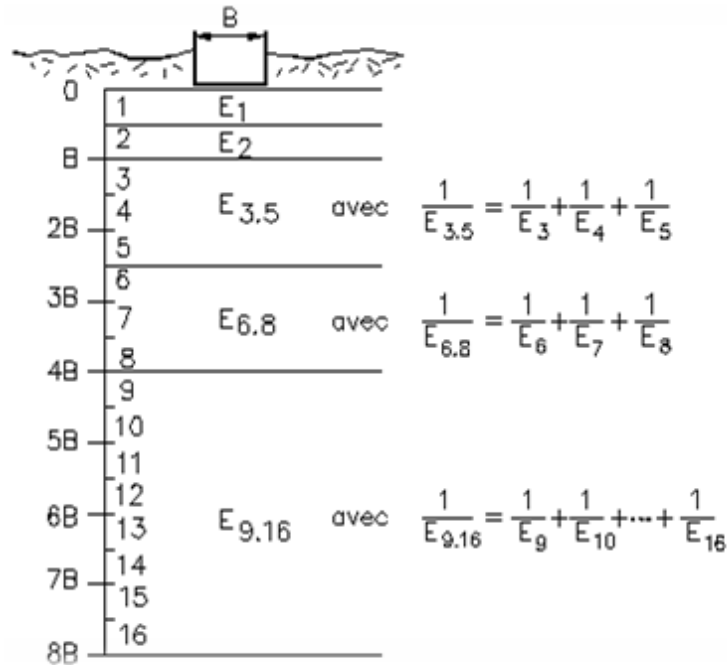 B
0
1 E1
2 E2
B
3
E3.5 avec 1/E3.5 = 1/E3 + 1/E4 + 1/E5
4
2B
5
6
3B
E6.8 avec 1/E6.8 = 1/E6 + 1/E7 + 1/E8
7
8
4B
9
10
5B
11
12
6B
E9.16 avec 1/E9.16 = 1/E9 + 1/E10 + ··· + 1/E16
13
14
7B
15
16
8B